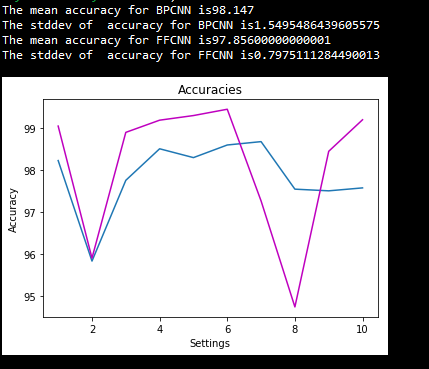 The mean accuracy for BPCNN is98.147
The stddev of  accuracy for BPCNN is1.5495486439605575
The mean accuracy for FFCNN is97.85600000000001
The stddev of  accuracy for FFCNN is0.7975111284490013
Accuracies
99
98
97
96
95
Accuracy
2 4 6 8 10
Settings